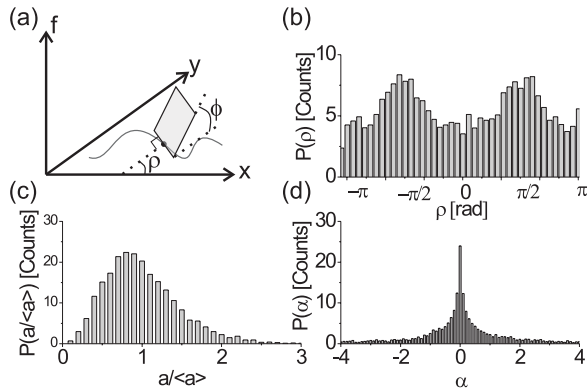 (a)
f
y
ϕ
ρ
x
(b)
P(ρ) [Counts]
10
5
0
−π −π/2 0 π/2 π
ρ [rad]
(c)
P(a/<a>) [Counts]
30
20
10
0
0 1 2 3
a/<a>
(d)
P(α) [Counts]
30
20
10
0
-4 -2 0 2 4
α